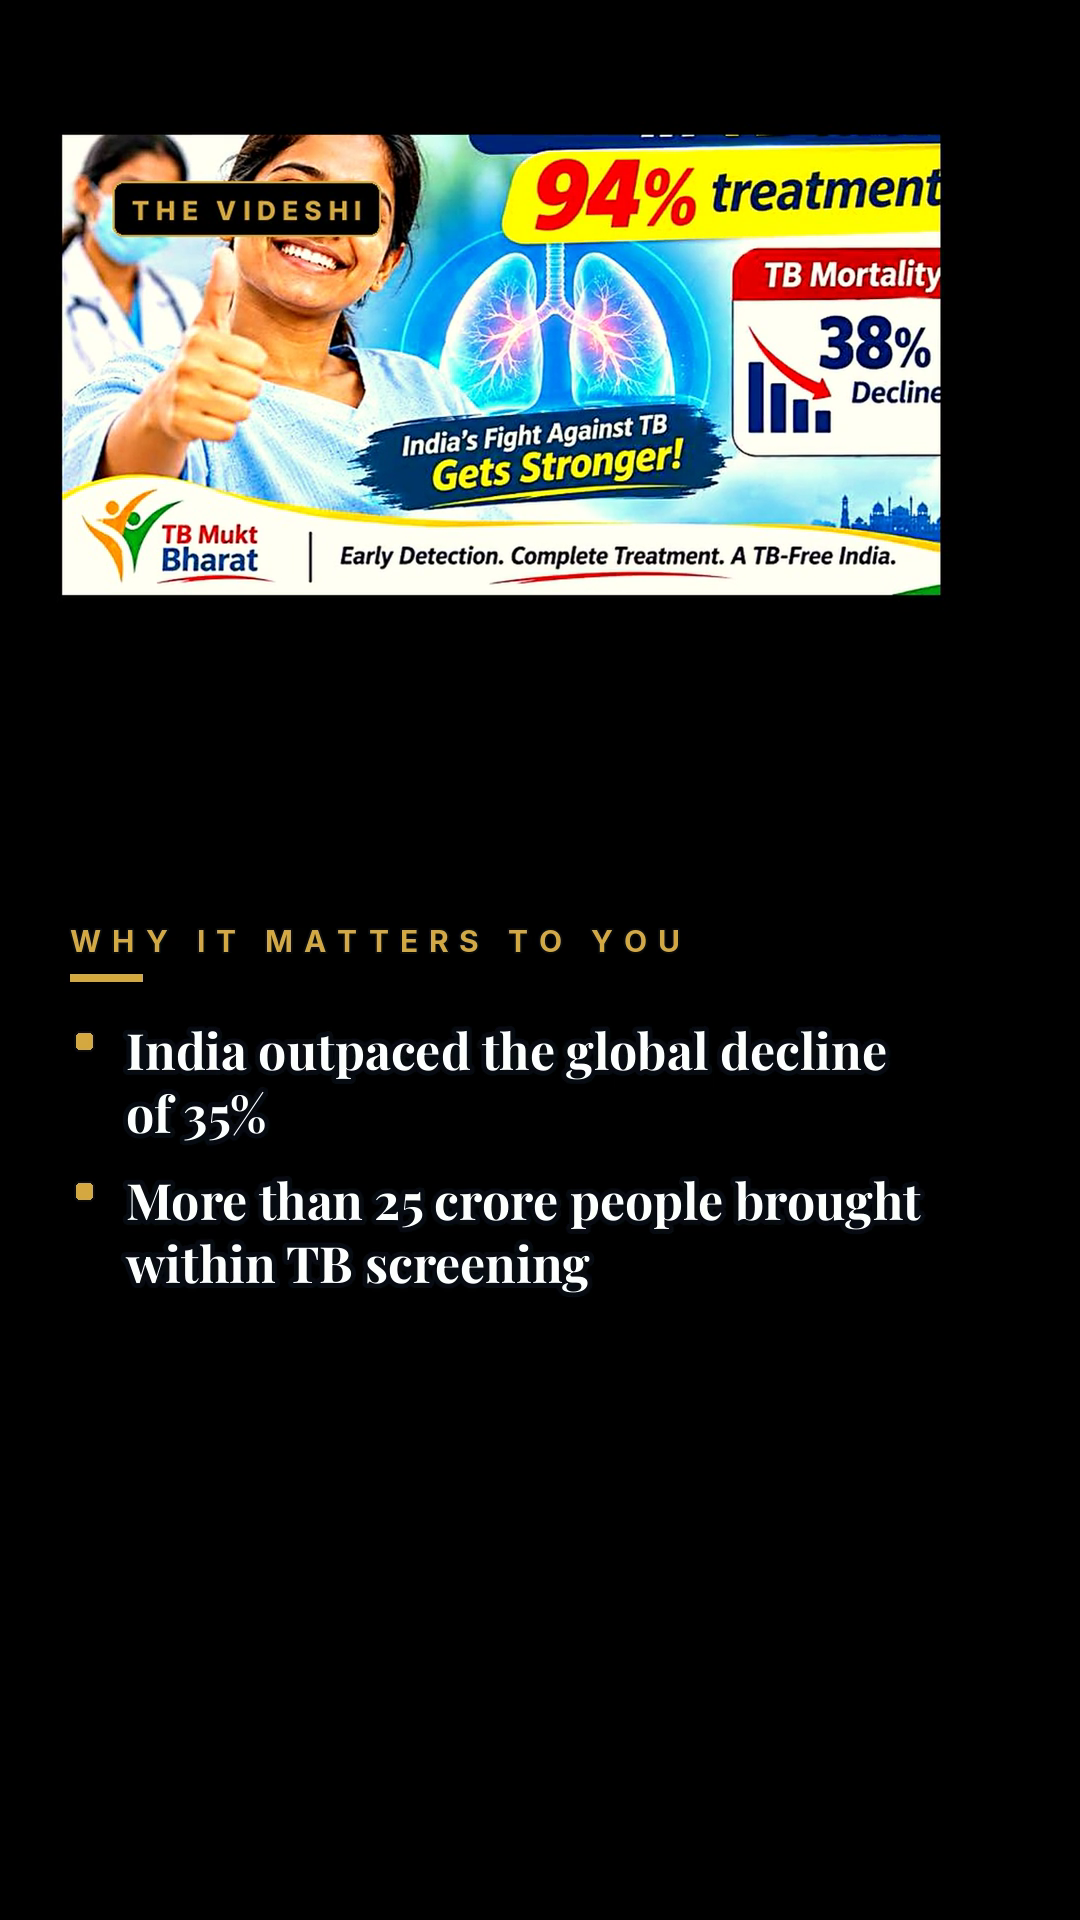 94% treatment
THE VIDESHI
TB Mortality
38%
Decline
India's Fight Against TB
Gets Stronger!
TB Mukt
Bharat
Early Detection. Complete Treatment. A TB-Free India.
WHY IT MATTERS TO YOU
India outpaced the global decline
of 35%
More than 25 crore people brought
within TB screening